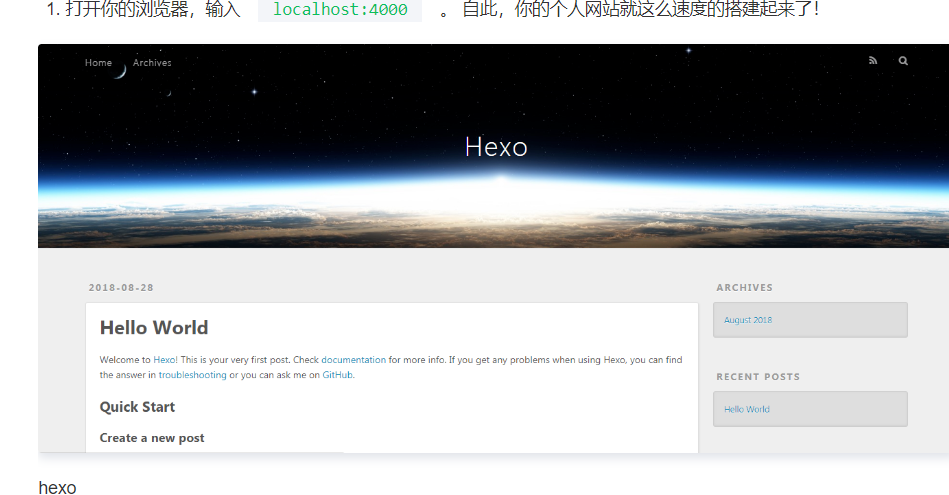 1. 打开你的浏览器，输入 localhost:4000 。 自此，你的个人网站就这么速度的搭建起来了！
Home Archives
Hexo
2018-08-28
Hello World
Welcome to Hexo! This is your very first post. Check documentation for more info. If you get any problems when using Hexo, you can find
the answer in troubleshooting or you can ask me on GitHub.
Quick Start
Create a new post
ARCHIVES
August 2018
RECENT POSTS
Hello World
hexo